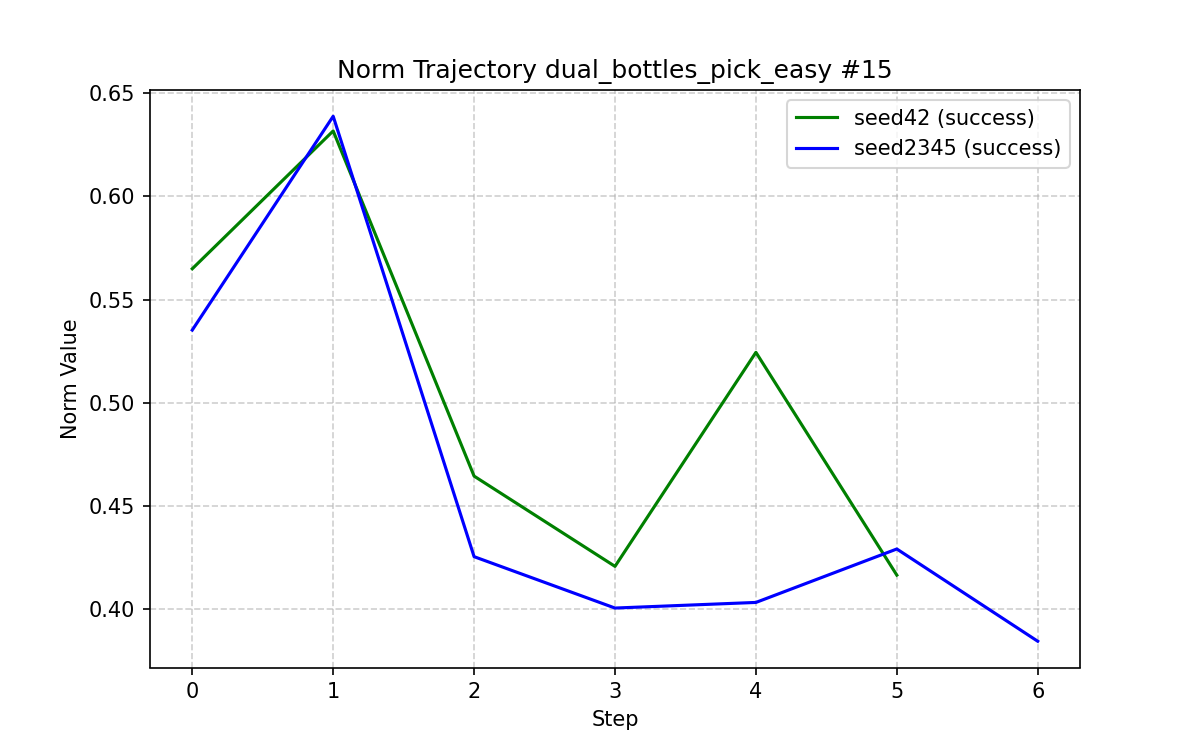 Norm Trajectory dual_bottles_pick_easy #15
seed42 (success)
seed2345 (success)
Norm Value
0.65
0.60
0.55
0.50
0.45
0.40
0 1 2 3 4 5 6
Step